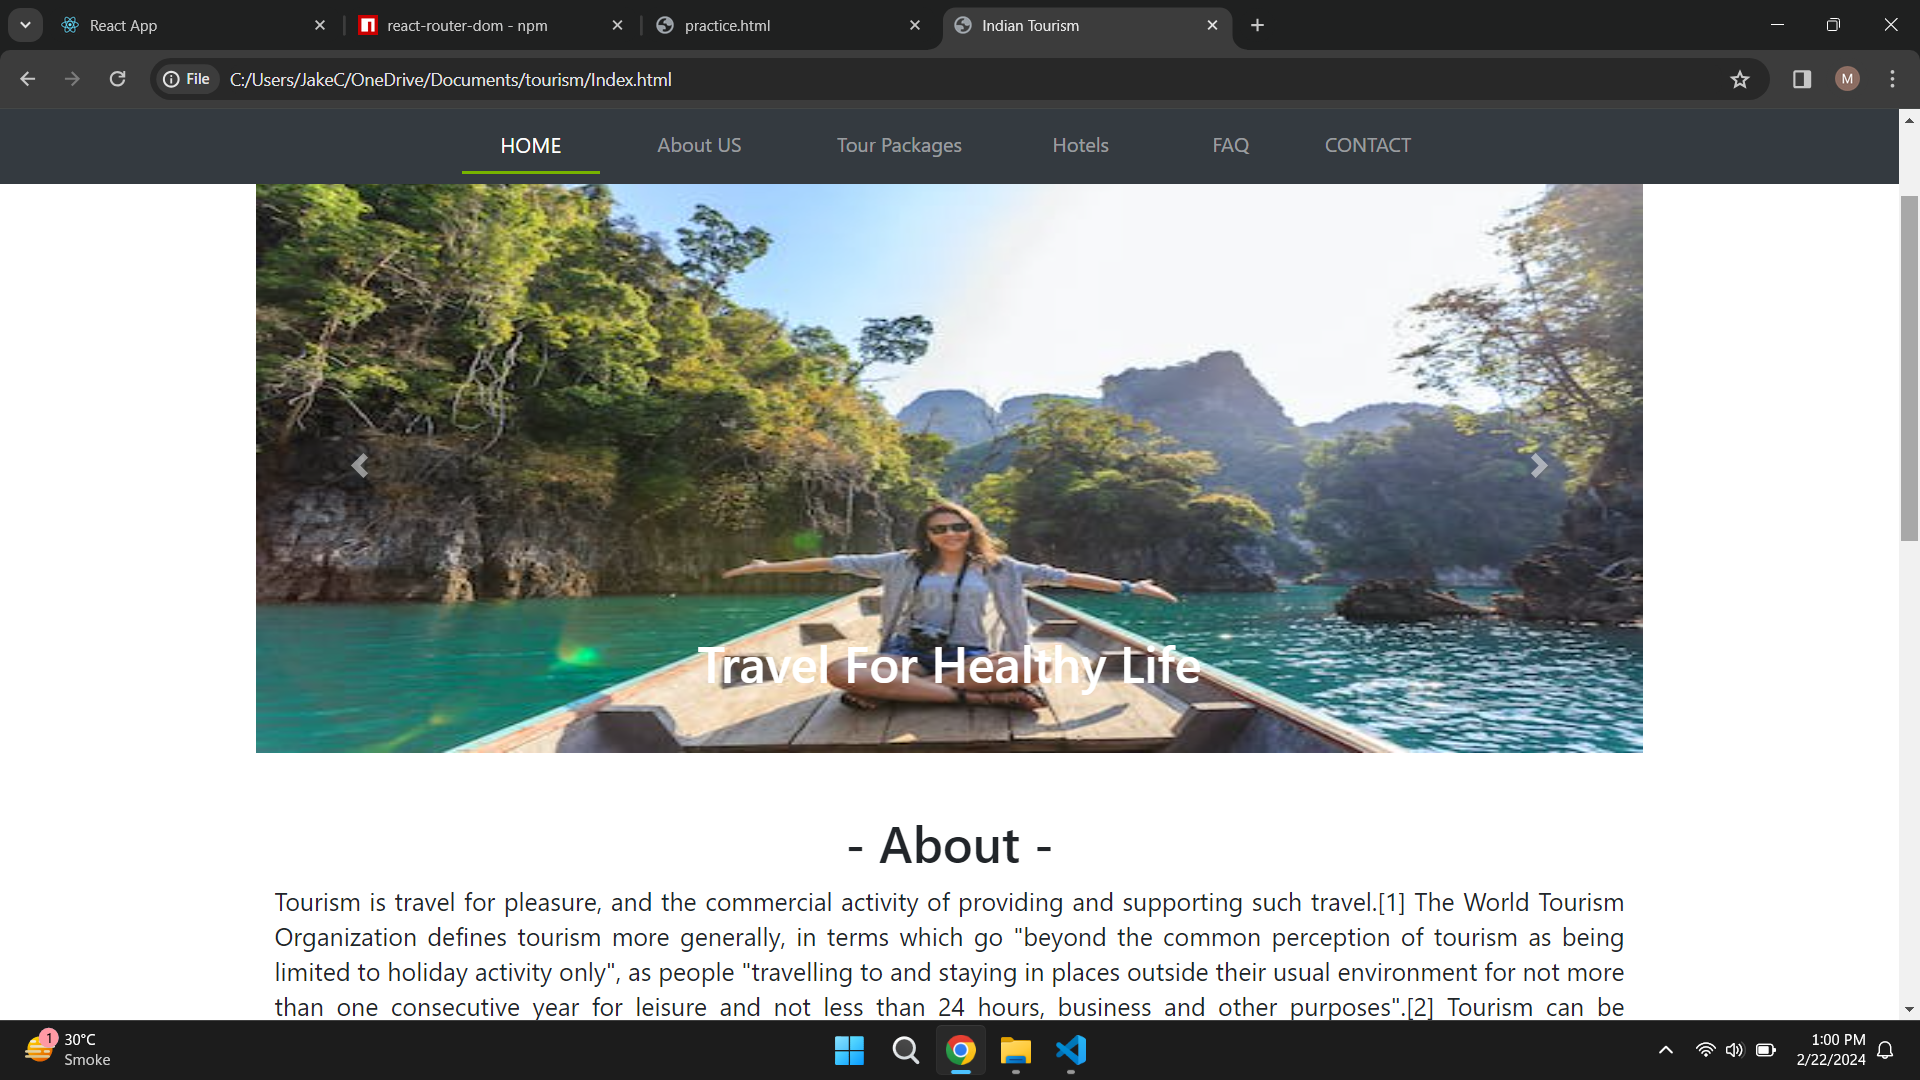 React App
react-router-dom - npm
practice.html
Indian Tourism
File
C:/Users/JakeC/OneDrive/Documents/tourism/Index.html
M
HOME
About US
Tour Packages
Hotels
FAQ
CONTACT
Travel For Healthy Life
- About -
Tourism is travel for pleasure, and the commercial activity of providing and supporting such travel.[1] The World Tourism
Organization defines tourism more generally, in terms which go "beyond the common perception of tourism as being
limited to holiday activity only", as people "travelling to and staying in places outside their usual environment for not more
than one consecutive year for leisure and not less than 24 hours, business and other purposes".[2] Tourism can be
1
30°C
Smoke
1:00 PM
2/22/2024